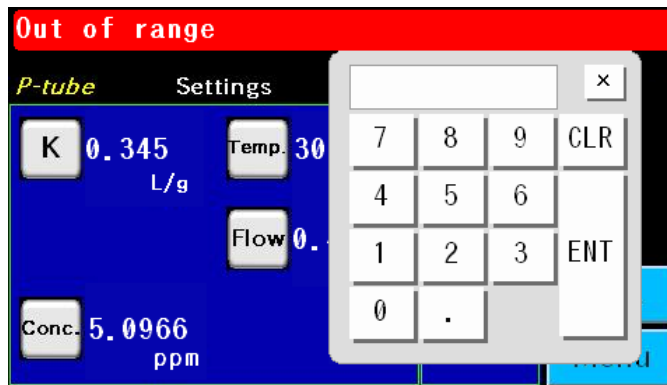 Out of range
P-tube Settings
×
7 8 9 CLR
K 0.345 Temp. 30
L/g
4 5 6
Flow 0.
1 2 3 ENT
0 .
Conc. 5.0966
ppm